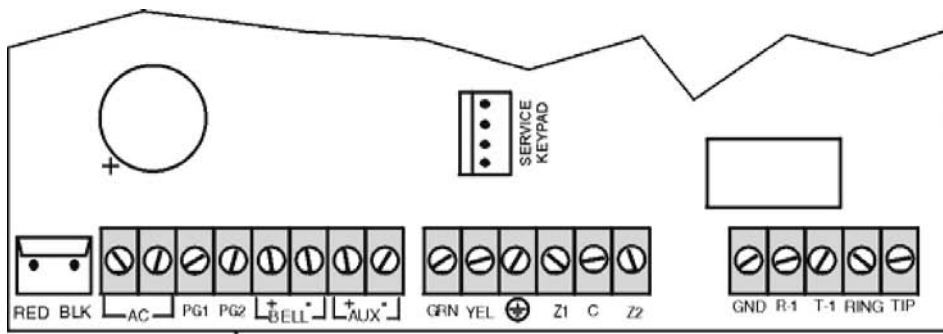 +
SERVICE
KEYPAD
RED BLK AC PG1 PG2 + BELL - + AUX - GRN YEL Z1 C Z2 GND R-1 T-1 RING TIP